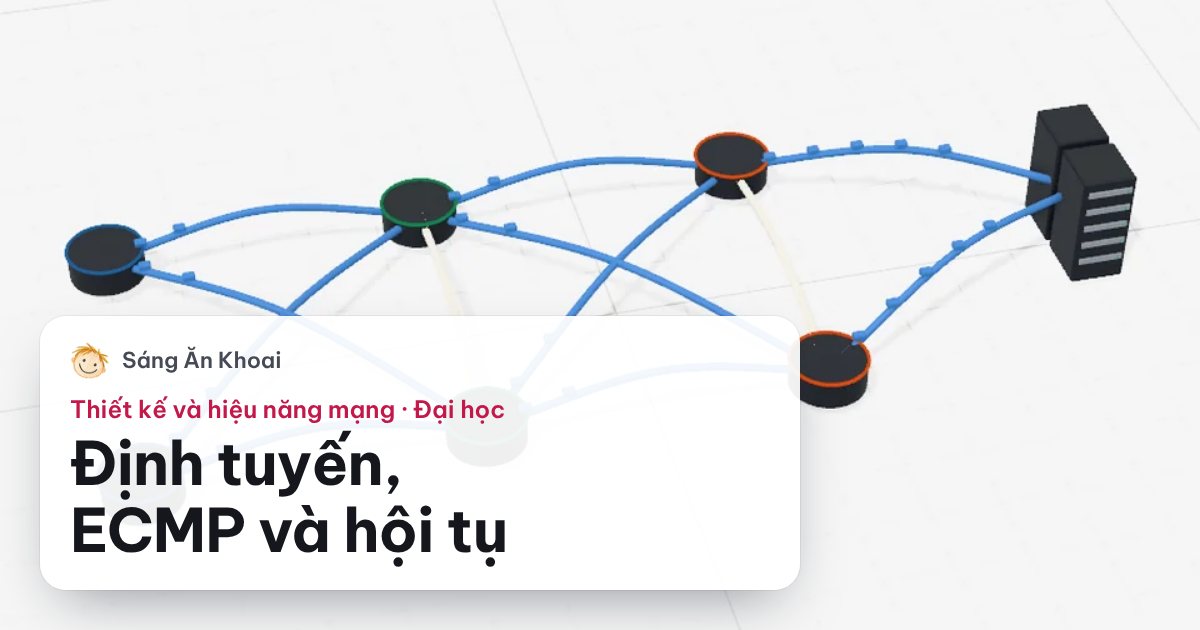 Sáng Ăn Khoai
Thiết kế và hiệu năng mạng · Đại học
Định tuyến,
ECMP và hội tụ